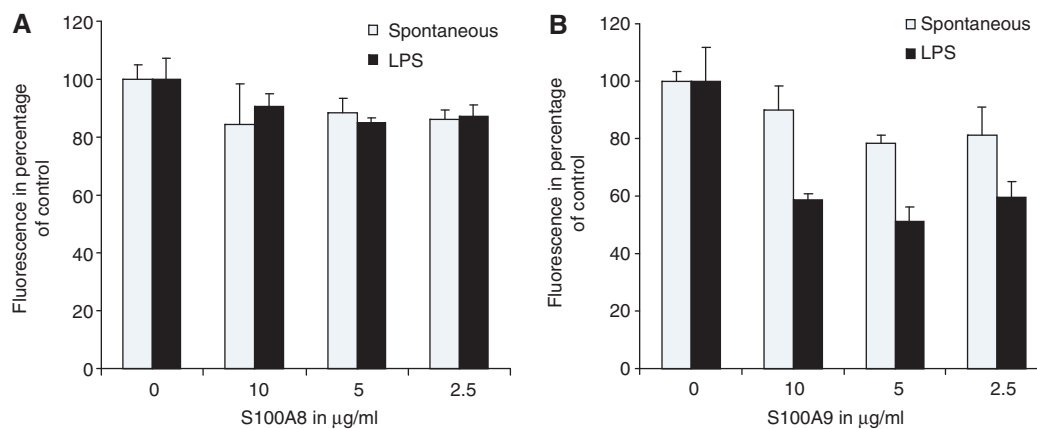 A
Spontaneous
LPS
Fluorescence in percentage
of control
120
100
80
60
40
20
0
0 10 5 2.5
S100A8 in µg/ml
B
Spontaneous
LPS
Fluorescence in percentage
of control
120
100
80
60
40
20
0
0 10 5 2.5
S100A9 in µg/ml